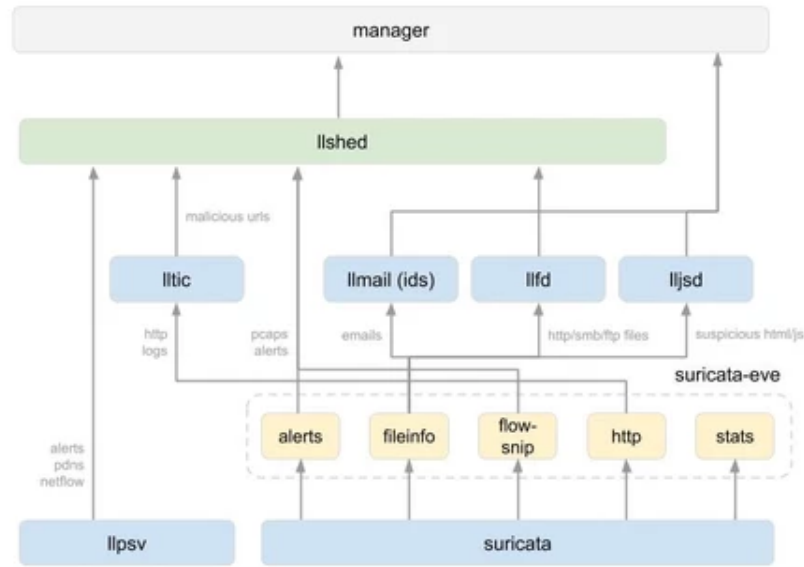 manager
llshed
malicious urls
lltic
llmail (ids)
llfd
lljsd
http
logs
pcaps
alerts
emails
http/smb/ftp files
suspicious html/js
suricata-eve
alerts
fileinfo
flow-
snip
http
stats
alerts
pdns
netflow
llpsv
suricata